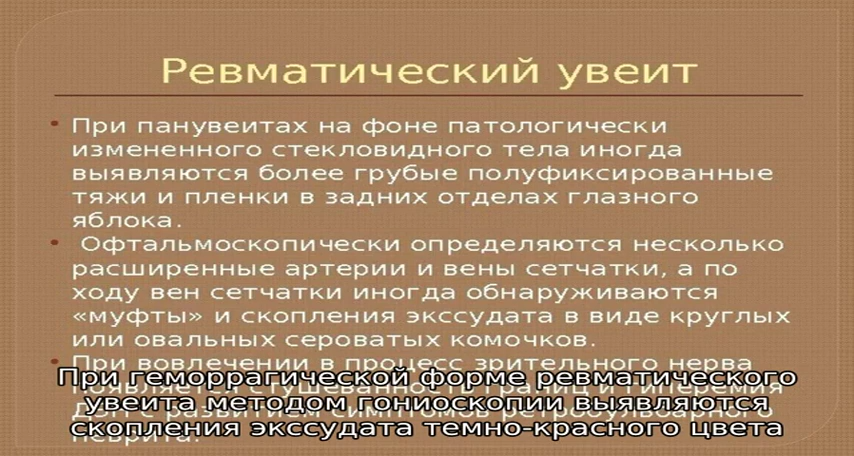 Ревматический увеит
• При панувеитах на фоне патологически
измененного стекловидного тела иногда
выявляются более грубые полуфиксированные
тяжи и пленки в задних отделах глазного
яблока.
• Офтальмоскопически определяются несколько
расширенные артерии и вены сетчатки, а по
ходу вен сетчатки иногда обнаруживаются
«муфты» и скопления экссудата в виде круглых
или овальных сероватых комочков.
• При вовлечении в процесс зрительного нерва
гиперемия
неврита.
При геморрагической форме ревматического
увеита методом гониоскопии выявляются
скопления экссудата темно-красного цвета